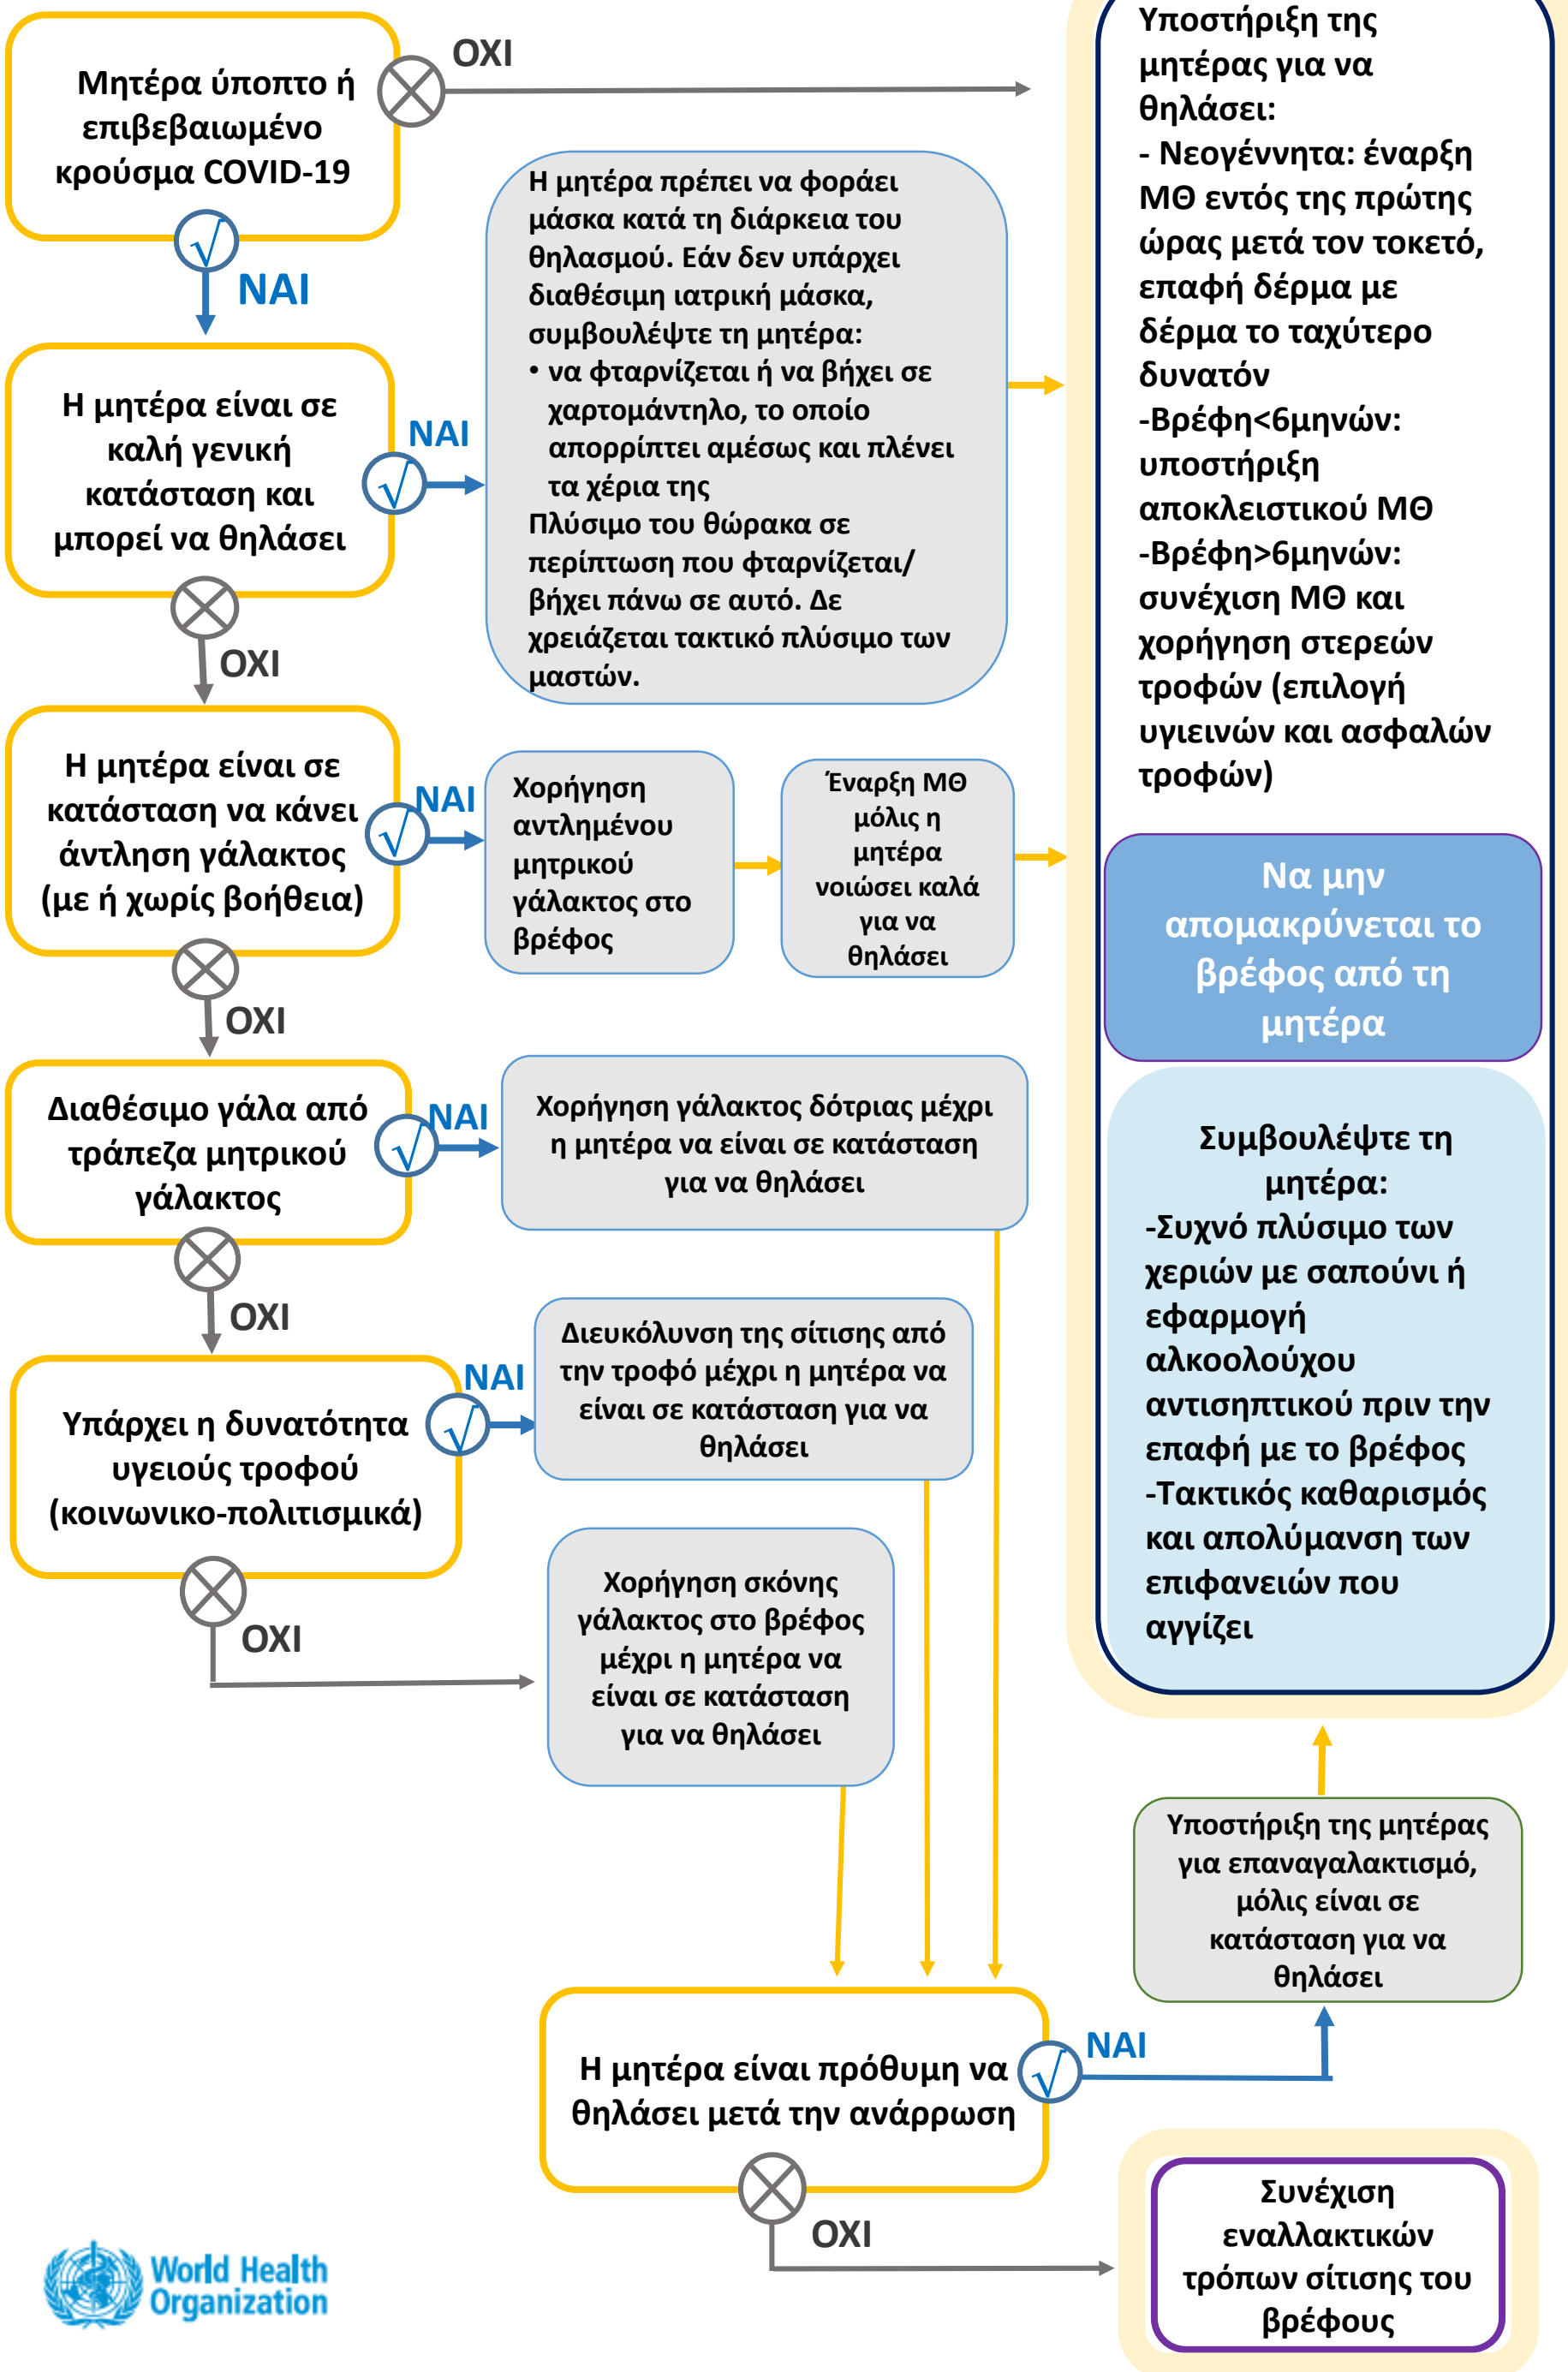 Μητέρα ύποπτο ή
επιβεβαιωμένο
κρούσμα COVID-19
ΟΧΙ
ΝΑΙ
Η μητέρα είναι σε
καλή γενική
κατάσταση και
μπορεί να θηλάσει
ΝΑΙ
Η μητέρα πρέπει να φοράει
μάσκα κατά τη διάρκεια του
θηλασμού. Εάν δεν υπάρχει
διαθέσιμη ιατρική μάσκα,
συμβουλέψτε τη μητέρα:
• να φταρνίζεται ή να βήχει σε
χαρτομάντηλο, το οποίο
απορρίπτει αμέσως και πλένει
τα χέρια της
Πλύσιμο του θώρακα σε
περίπτωση που φταρνίζεται/
βήχει πάνω σε αυτό. Δε
χρειάζεται τακτικό πλύσιμο των
μαστών.
ΟΧΙ
Η μητέρα είναι σε
κατάσταση να κάνει
άντληση γάλακτος
(με ή χωρίς βοήθεια)
ΝΑΙ
Χορήγηση
αντλημένου
μητρικού
γάλακτος στο
βρέφος
Έναρξη ΜΘ
μόλις η
μητέρα
νοιώσει καλά
για να
θηλάσει
ΟΧΙ
Διαθέσιμο γάλα από
τράπεζα μητρικού
γάλακτος
ΝΑΙ
Χορήγηση γάλακτος δότριας μέχρι
η μητέρα να είναι σε κατάσταση
για να θηλάσει
ΟΧΙ
Υπάρχει η δυνατότητα
υγειούς τροφού
(κοινωνικο-πολιτισμικά)
ΝΑΙ
Διευκόλυνση της σίτισης από
την τροφό μέχρι η μητέρα να
είναι σε κατάσταση για να
θηλάσει
ΟΧΙ
Χορήγηση σκόνης
γάλακτος στο βρέφος
μέχρι η μητέρα να
είναι σε κατάσταση
για να θηλάσει
Υποστήριξη της
μητέρας για να
θηλάσει:
- Νεογέννητα: έναρξη
ΜΘ εντός της πρώτης
ώρας μετά τον τοκετό,
επαφή δέρμα με
δέρμα το ταχύτερο
δυνατόν
-Βρέφη<6μηνών:
υποστήριξη
αποκλειστικού ΜΘ
-Βρέφη>6μηνών:
συνέχιση ΜΘ και
χορήγηση στερεών
τροφών (επιλογή
υγιεινών και ασφαλών
τροφών)
Να μην
απομακρύνεται το
βρέφος από τη
μητέρα
Συμβουλέψτε τη
μητέρα:
-Συχνό πλύσιμο των
χεριών με σαπούνι ή
εφαρμογή
αλκοολούχου
αντισηπτικού πριν την
επαφή με το βρέφος
-Τακτικός καθαρισμός
και απολύμανση των
επιφανειών που
αγγίζει
Υποστήριξη της μητέρας
για επαναγαλακτισμό,
μόλις είναι σε
κατάσταση για να
θηλάσει
Η μητέρα είναι πρόθυμη να
θηλάσει μετά την ανάρρωση
ΝΑΙ
ΟΧΙ
Συνέχιση
εναλλακτικών
τρόπων σίτισης του
βρέφους
World Health
Organization